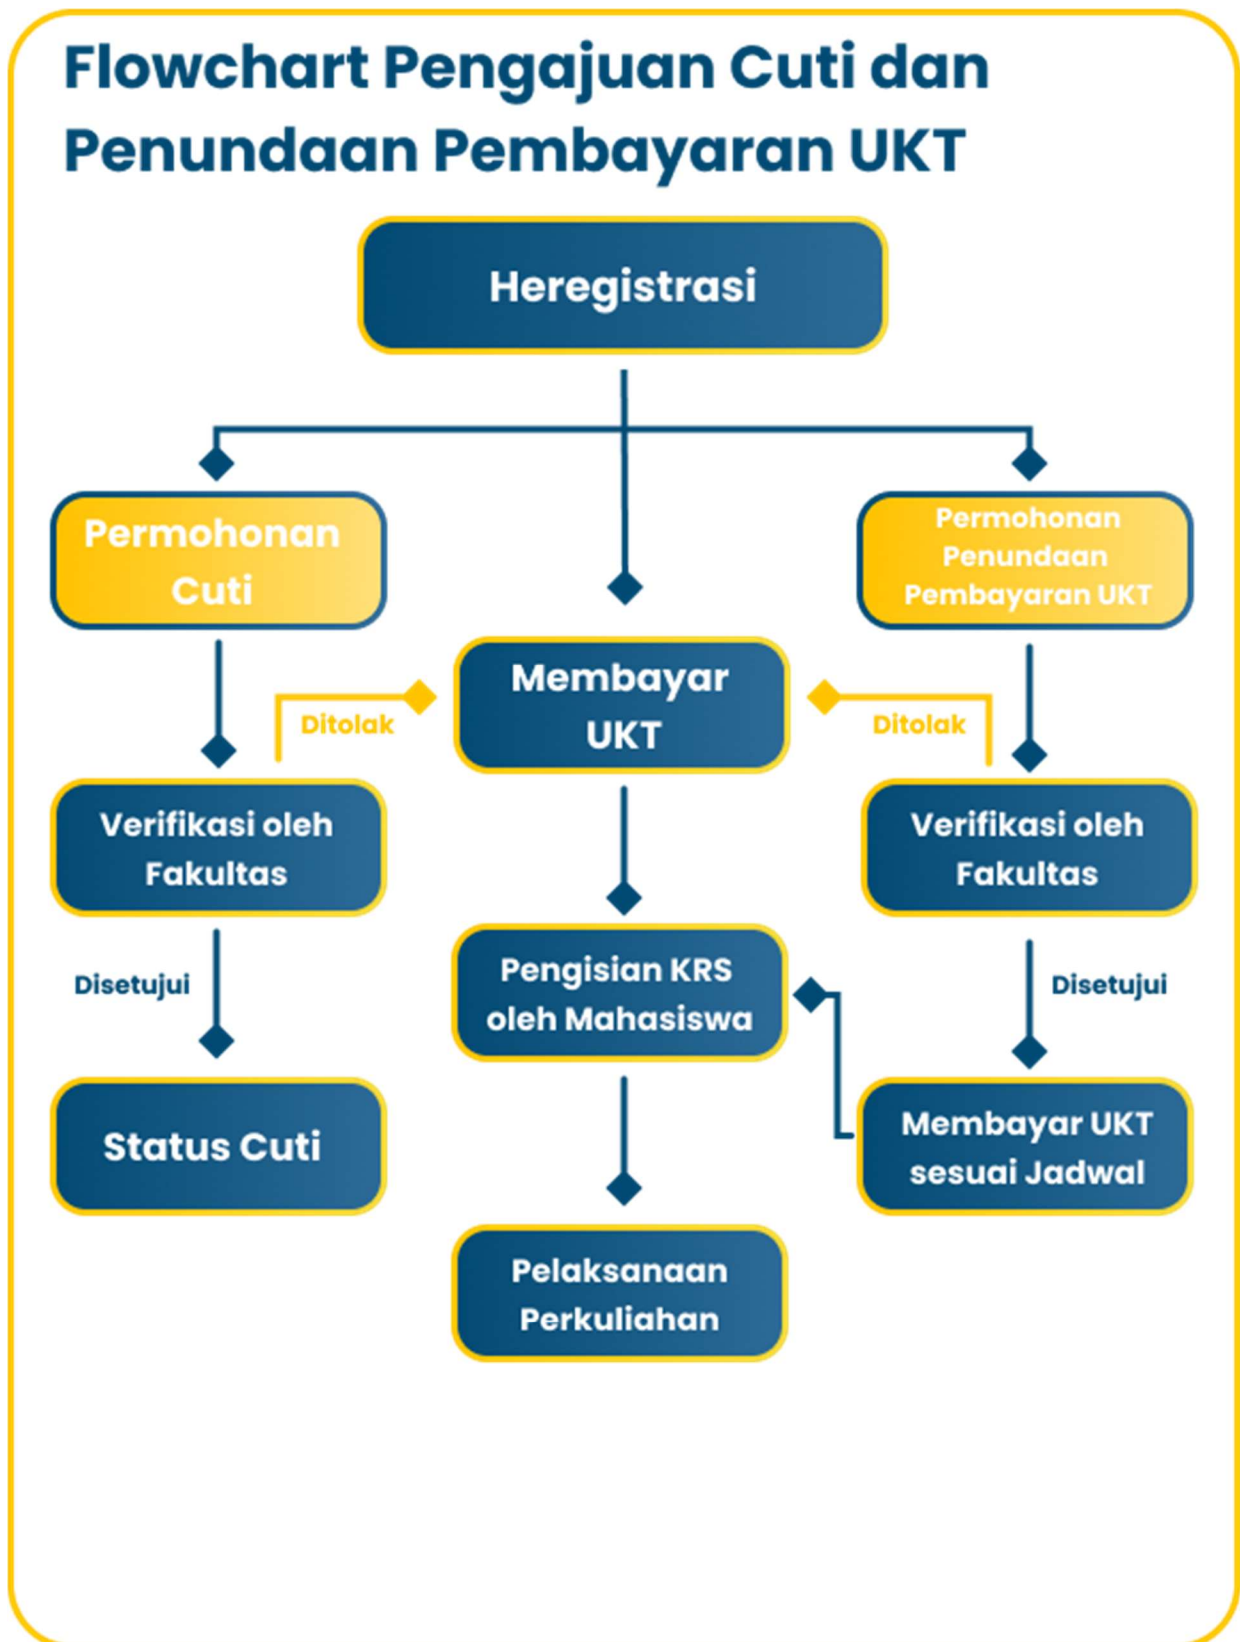 Flowchart Pengajuan Cuti dan
Penundaan Pembayaran UKT
Heregistrasi
Permohonan
Cuti
Permohonan
Penundaan
Pembayaran UKT
Membayar
UKT
Ditolak
Ditolak
Verifikasi oleh
Fakultas
Verifikasi oleh
Fakultas
Pengisian KRS
oleh Mahasiswa
Disetujui
Disetujui
Status Cuti
Membayar UKT
sesuai Jadwal
Pelaksanaan
Perkuliahan